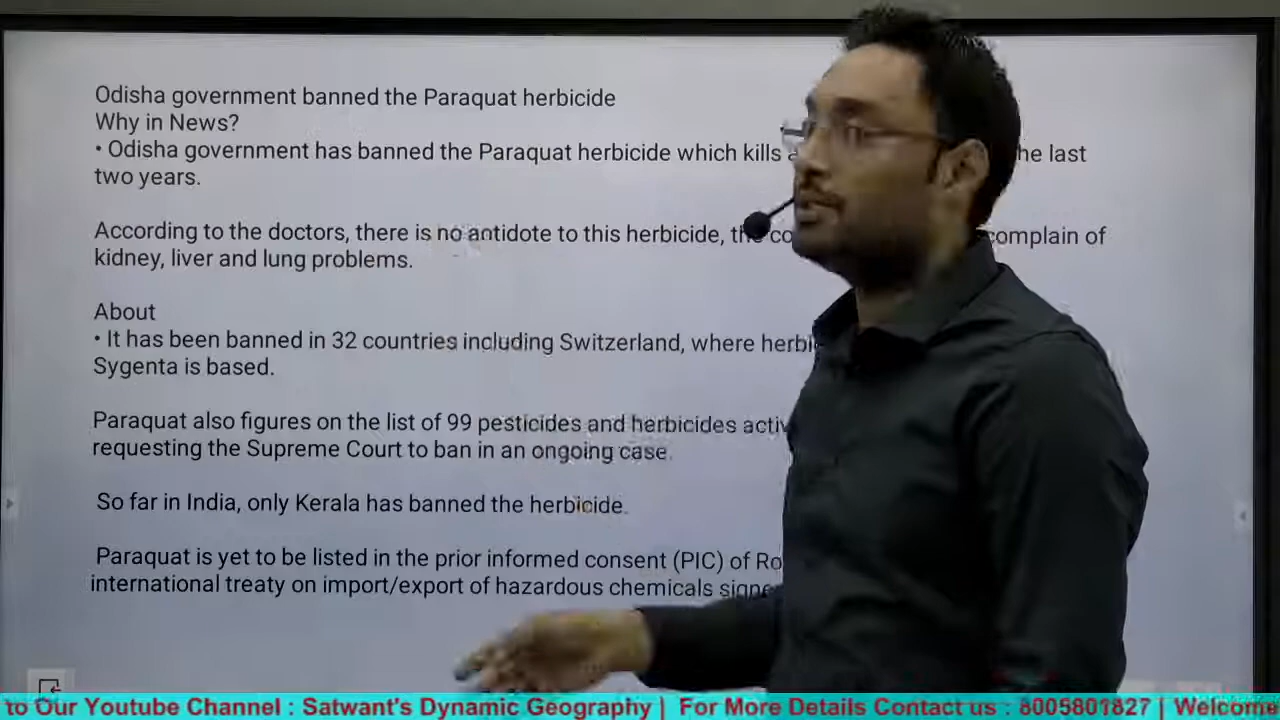 Odisha government banned the Paraquat herbicide
Why in News?
• Odisha government has banned the Paraquat herbicide which kills he last
two years.
According to the doctors, there is no antidote to this herbicide, the complain of
kidney, liver and lung problems.
About
• It has been banned in 32 countries including Switzerland, where
Sygenta is based.
Paraquat also figures on the list of 99 pesticides and herbicides
requesting the Supreme Court to ban in an ongoing case.
So far in India, only Kerala has banned the herbicide.
Paraquat is yet to be listed in the prior informed consent (PIC) of
international treaty on import/export of hazardous chemicals
to Our Youtube Channel : Satwant's Dynamic Geography | For More Details Contact us : 8005801827 | Welcome